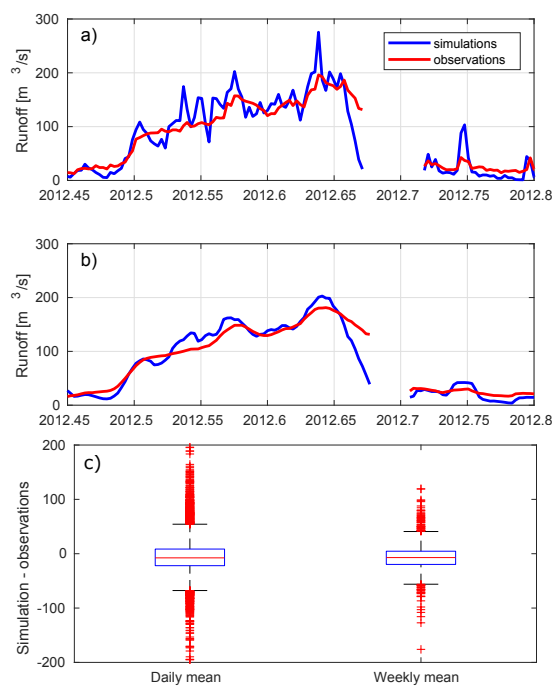 a)
simulations
observations
Runoff [m ³/s]
300
200
100
0
2012.45 2012.5 2012.55 2012.6 2012.65 2012.7 2012.75 2012.8
b)
Runoff [m ³/s]
300
200
100
0
2012.45 2012.5 2012.55 2012.6 2012.65 2012.7 2012.75 2012.8
c)
Simulation - observations
200
100
0
-100
-200
Daily mean Weekly mean